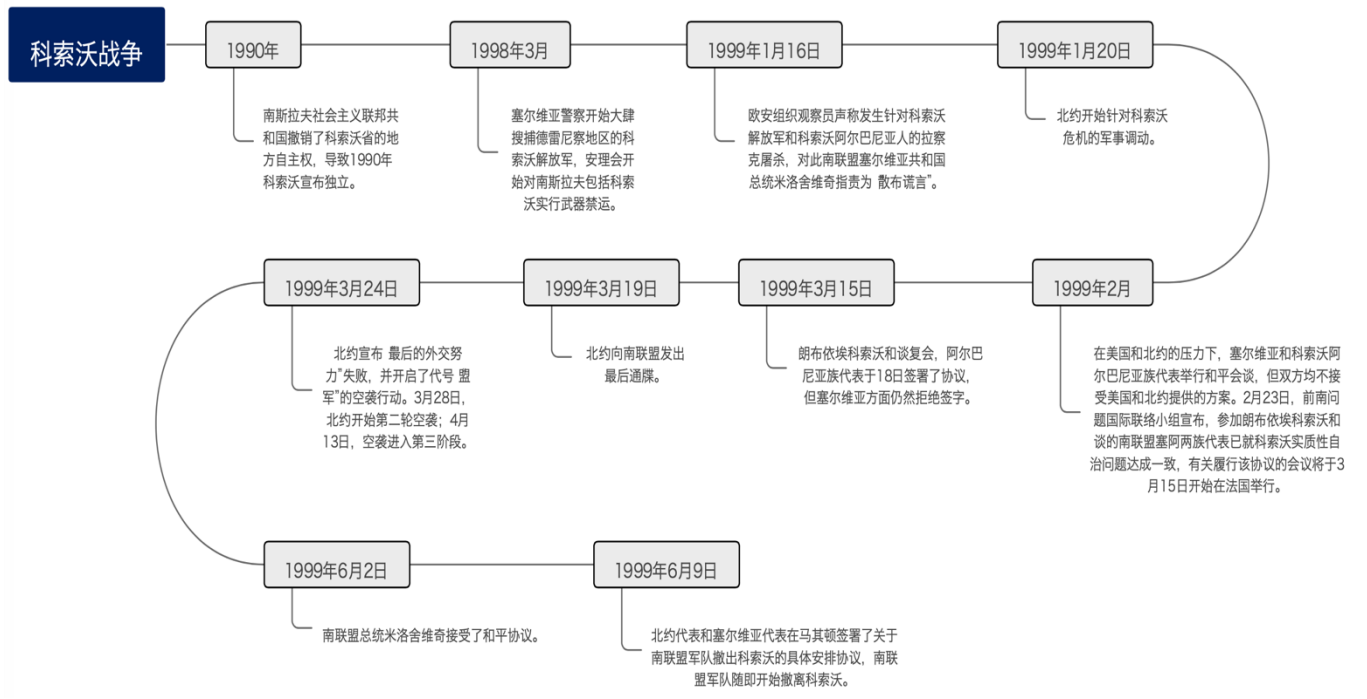 科索沃战争
1990年
南斯拉夫社会主义联邦共
和国撤销了科索沃省的地
方自主权，导致1990年
科索沃宣布独立。
1998年3月
塞尔维亚警察开始大肆
搜捕德雷尼察地区的科
索沃解放军，安理会开
始对南斯拉夫包括科索
沃实行武器禁运。
1999年1月16日
欧安组织观察员声称发生针对科索沃
解放军和科索沃阿尔巴尼亚人的拉察
克屠杀，对此南联盟塞尔维亚共和国
总统米洛舍维奇指责为 散布谎言”。
1999年1月20日
北约开始针对科索沃
危机的军事调动。
1999年2月
在美国和北约的压力下，塞尔维亚和科索沃阿
尔巴尼亚族代表举行和平会谈，但双方均不接
受美国和北约提供的方案。2月23日，前南问
题国际联络小组宣布，参加朗布依埃科索沃和
谈的南联盟塞阿两族代表已就科索沃实质性自
治问题达成一致，有关履行该协议的会议将于3
月15日开始在法国举行。
1999年3月15日
朗布依埃科索沃和谈复会，阿尔巴
尼亚族代表于18日签署了协议，
但塞尔维亚方面仍然拒绝签字。
1999年3月19日
北约向南联盟发出
最后通牒。
1999年3月24日
北约宣布 最后的外交努
力”失败，并开启了代号 盟
军”的空袭行动。3月28日，
北约开始第二轮空袭；4月
13日，空袭进入第三阶段。
1999年6月2日
南联盟总统米洛舍维奇接受了和平协议。
1999年6月9日
北约代表和塞尔维亚代表在马其顿签署了关于
南联盟军队撤出科索沃的具体安排协议，南联
盟军队随即开始撤离科索沃。